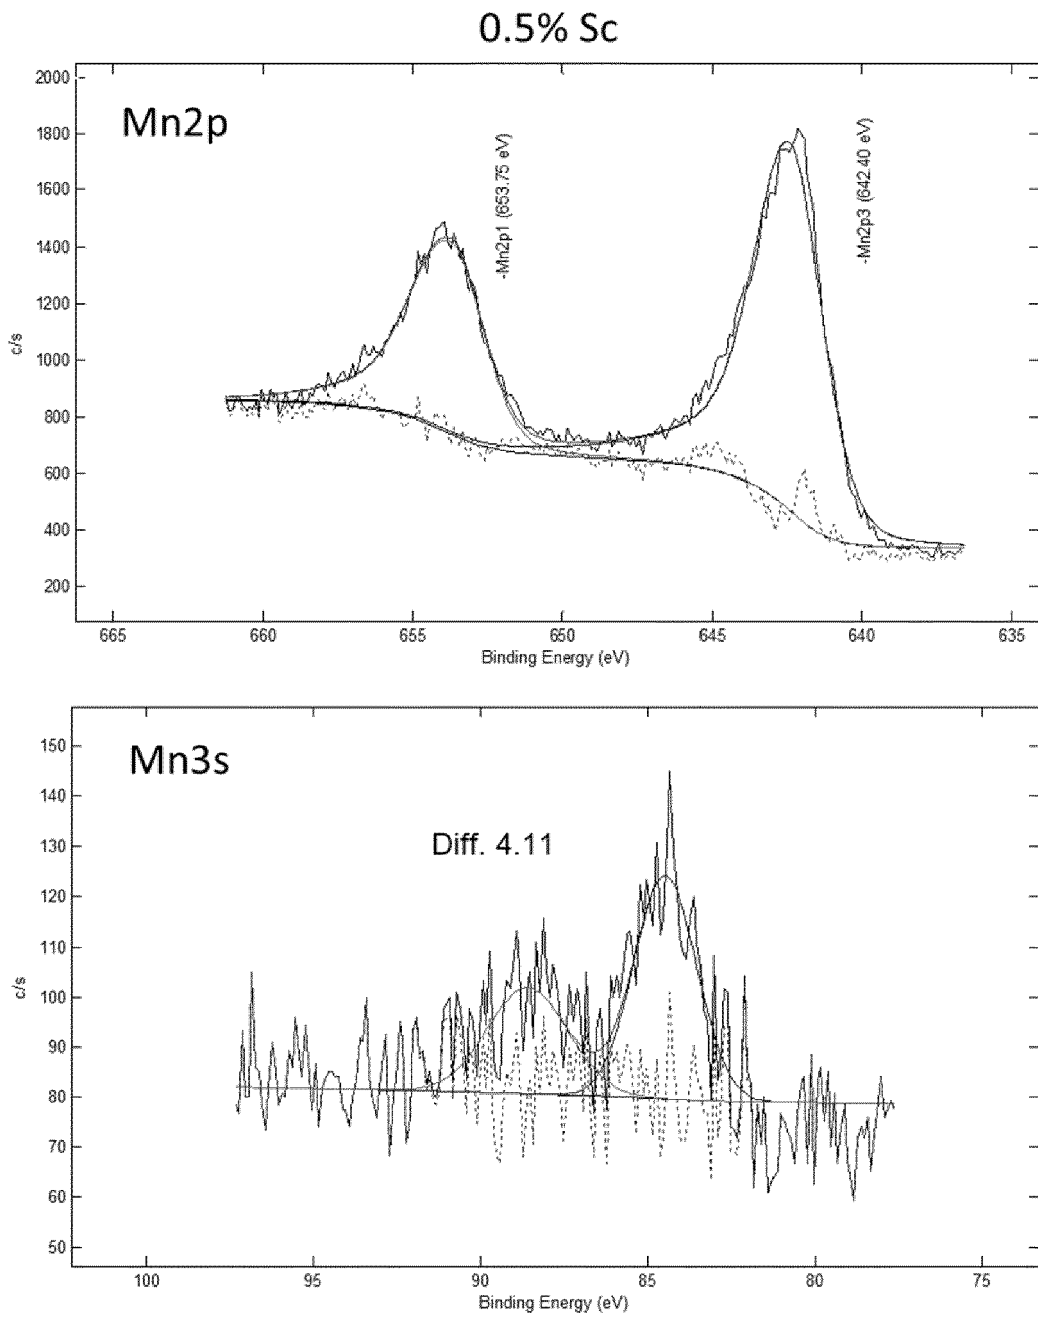 0.5% Sc
Mn2p
-Mn2p1 (653.75 eV)
-Mn2p3 (642.40 eV)
2000
1800
1600
1400
1200
1000
800
600
400
200
c/s
665 660 655 650 645 640 635
Binding Energy (eV)
Mn3s
Diff. 4.11
150
140
130
120
110
100
90
80
70
60
50
c/s
100 95 90 85 80 75
Binding Energy (eV)